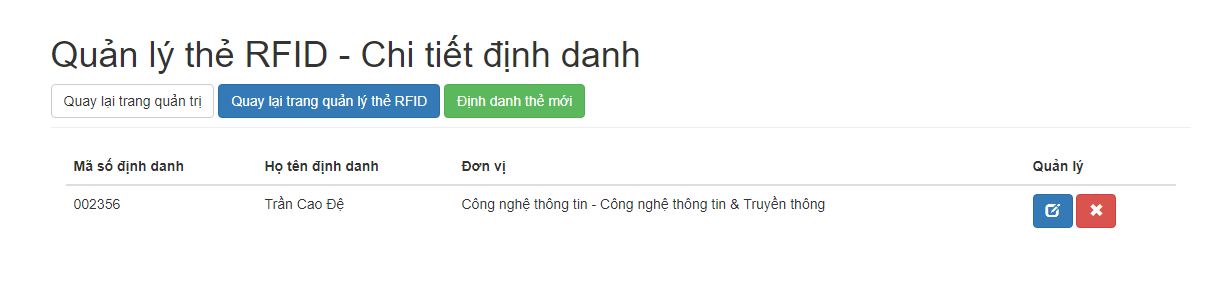 Quản lý thẻ RFID - Chi tiết định danh
Quay lại trang quản trị Quay lại trang quản lý thẻ RFID Định danh thẻ mới
Mã số định danh Họ tên định danh Đơn vị Quản lý
002356 Trần Cao Đệ Công nghệ thông tin - Công nghệ thông tin & Truyền thông